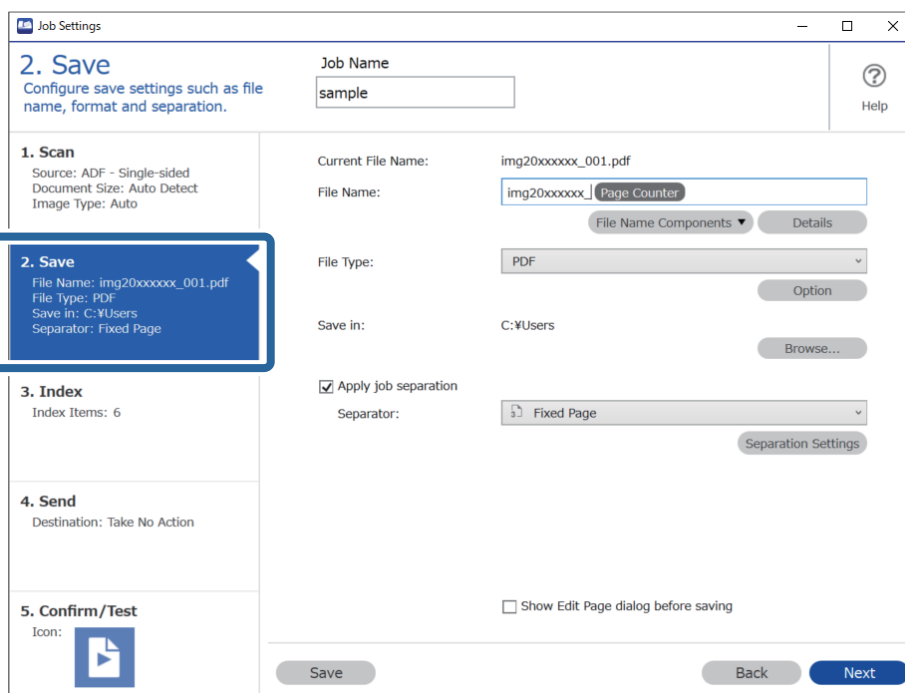 Job Settings
2. Save
Configure save settings such as file
name, format and separation.
Job Name
sample
?
Help
1. Scan
Source: ADF - Single-sided
Document Size: Auto Detect
Image Type: Auto
2. Save
File Name: img20xxxxxx_001.pdf
File Type: PDF
Save in: C:¥Users
Separator: Fixed Page
3. Index
Index Items: 6
4. Send
Destination: Take No Action
5. Confirm/Test
Icon:
Current File Name: img20xxxxxx_001.pdf
File Name: img20xxxxxx_ Page Counter
File Name Components ▼ Details
File Type: PDF
Option
Save in: C:¥Users
Browse...
Apply job separation
Separator: Fixed Page
Separation Settings
Show Edit Page dialog before saving
Save Back Next